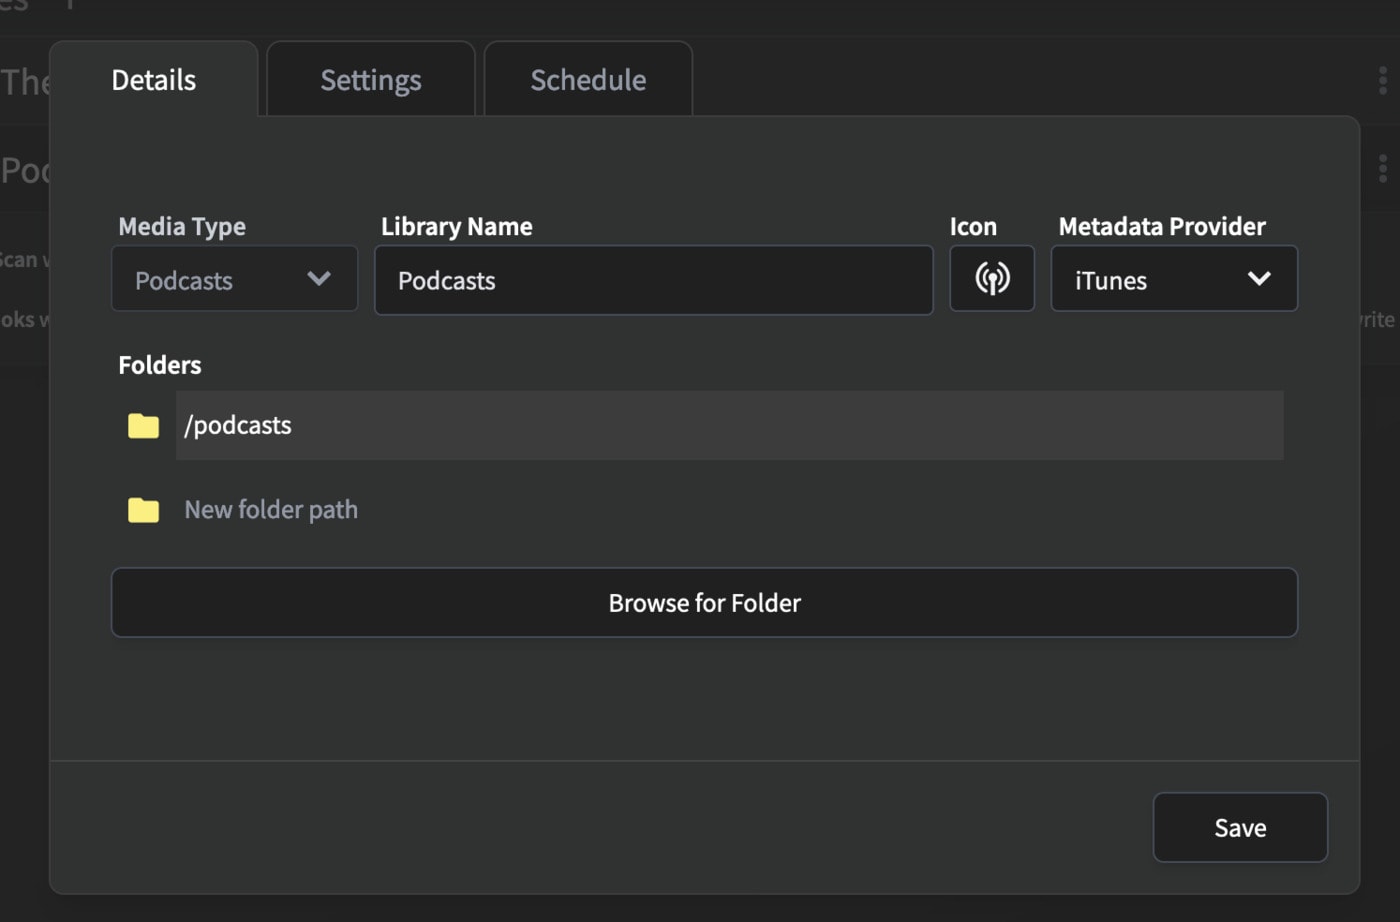 Details Settings Schedule
Media Type Library Name Icon Metadata Provider
Podcasts Podcasts iTunes
Folders
/podcasts
New folder path
Browse for Folder
Save